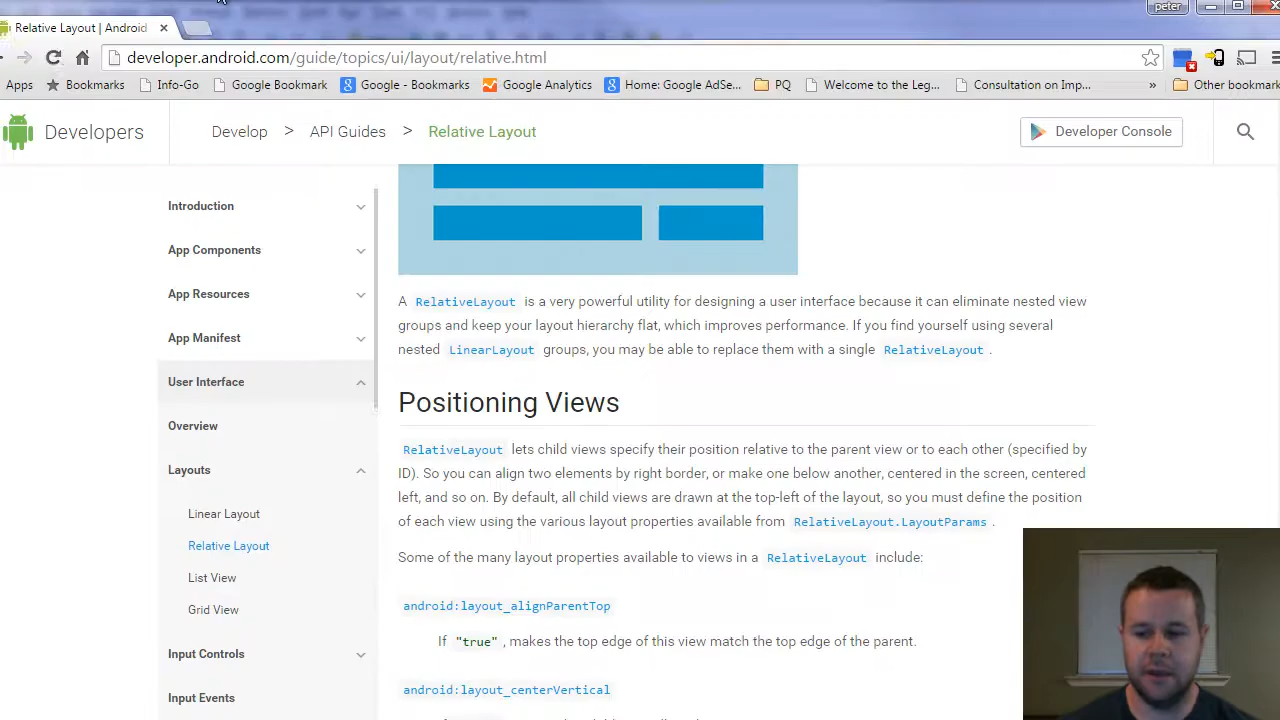 peter
Relative Layout | Android
developer.android.com/guide/topics/ui/layout/relative.html
Apps Bookmarks Info-Go Google Bookmark Google - Bookmarks Google Analytics Home: Google AdSe... PQ Welcome to the Leg... Consultation on Imp... » Other bookmark
Developers Develop > API Guides > Relative Layout Developer Console
Introduction
App Components
App Resources
App Manifest
User Interface
Overview
Layouts
Linear Layout
Relative Layout
List View
Grid View
Input Controls
Input Events
A RelativeLayout is a very powerful utility for designing a user interface because it can eliminate nested view
groups and keep your layout hierarchy flat, which improves performance. If you find yourself using several
nested LinearLayout groups, you may be able to replace them with a single RelativeLayout .
Positioning Views
RelativeLayout lets child views specify their position relative to the parent view or to each other (specified by
ID). So you can align two elements by right border, or make one below another, centered in the screen, centered
left, and so on. By default, all child views are drawn at the top-left of the layout, so you must define the position
of each view using the various layout properties available from RelativeLayout.LayoutParams .
Some of the many layout properties available to views in a RelativeLayout include:
android:layout_alignParentTop
If "true" , makes the top edge of this view match the top edge of the parent.
android:layout_centerVertical